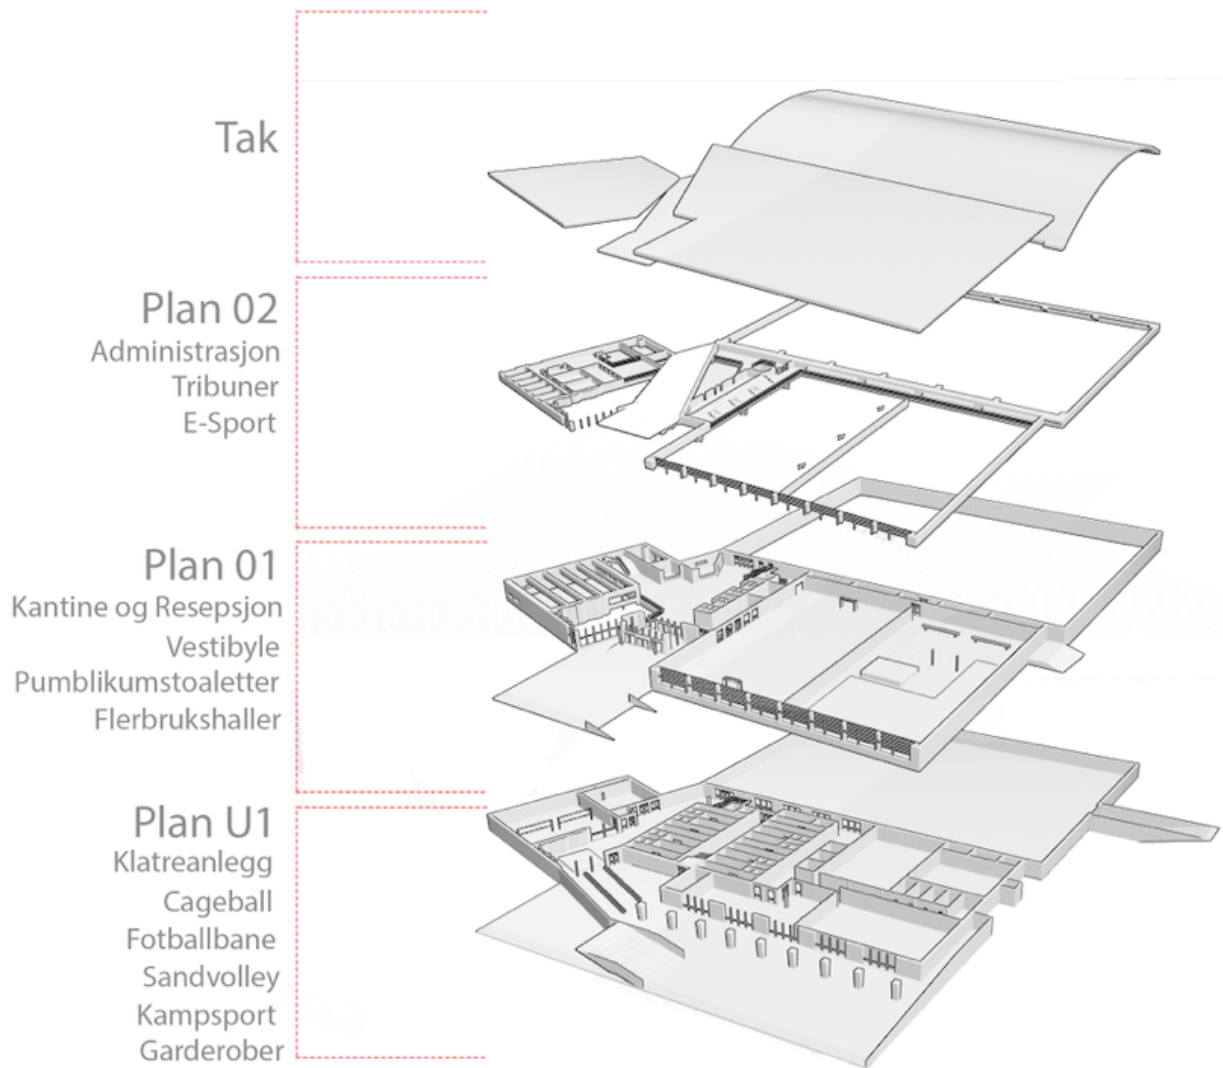 Tak
Plan 02
Administrasjon
Tribuner
E-Sport
Plan 01
Kantine og Resepsjon
Vestibyle
Pumblikumstoaletter
Flerbrukshaller
Plan U1
Klatreanlegg
Cageball
Fotballbane
Sandvolley
Kampsport
Garderober